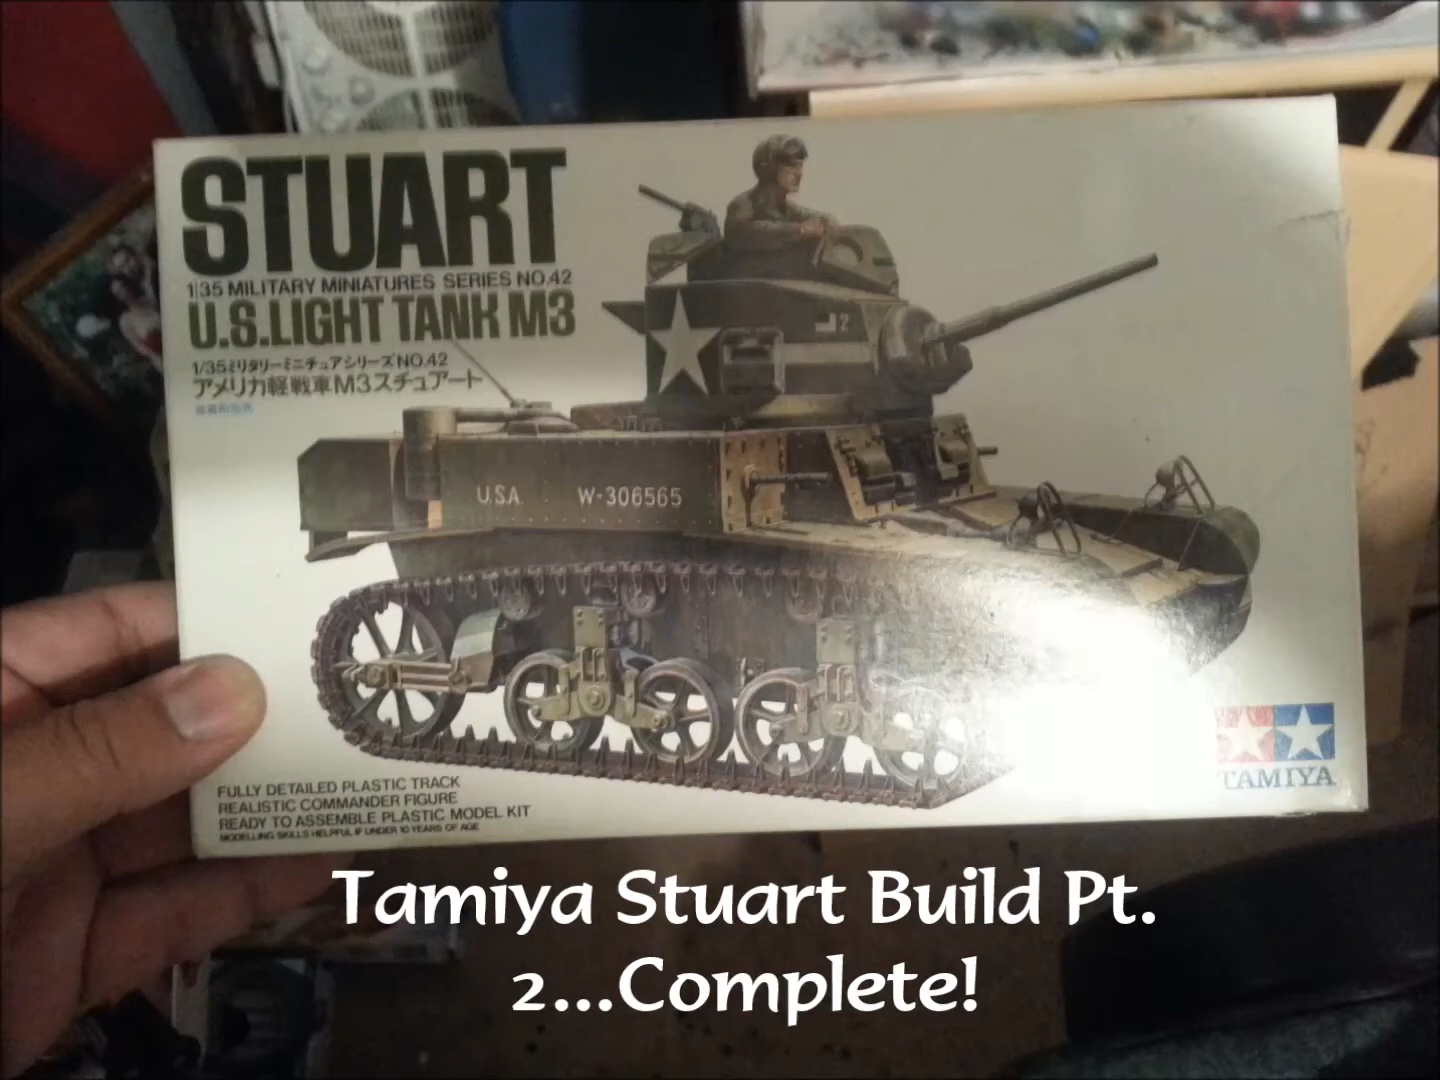 STUART
1/35 MILITARY MINIATURES SERIES NO.42
U.S.LIGHT TANK M3
1/35ミリタリーミニチュアシリーズNO.42
アメリカ軽戦車M3スチュアート
12
U.S.A. W-306565
TAMIYA
FULLY DETAILED PLASTIC TRACK
REALISTIC COMMANDER FIGURE
READY TO ASSEMBLE PLASTIC MODEL KIT
MODELLING SKILLS HELPFUL IF UNDER 10 YEARS OF AGE
Tamiya Stuart Build Pt.
2...Complete!